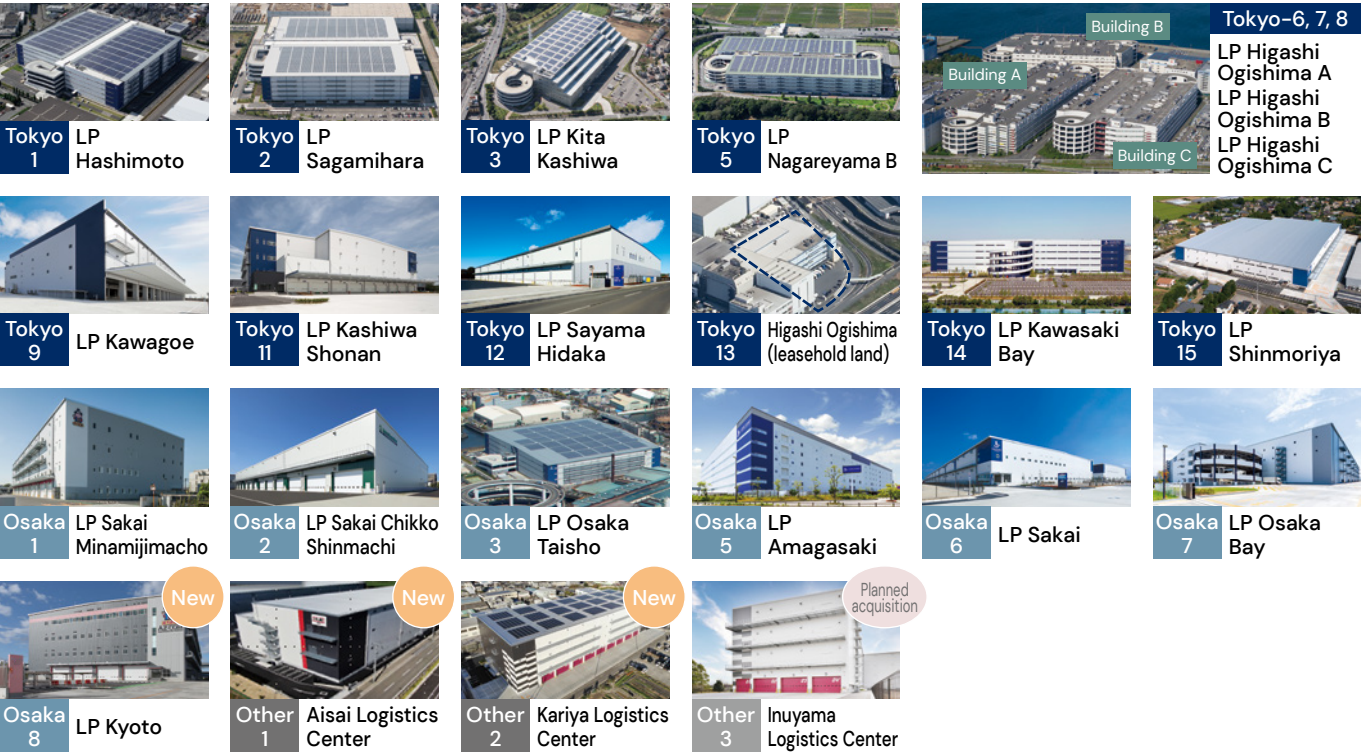 Tokyo
1
LP
Hashimoto
Tokyo
2
LP
Sagamihara
Tokyo
3
LP Kita
Kashiwa
Tokyo
5
LP
Nagareyama B
Building A
Building B
Building C
Tokyo-6, 7, 8
LP Higashi
Ogishima A
LP Higashi
Ogishima B
LP Higashi
Ogishima C
Tokyo
9
LP Kawagoe
Tokyo
11
LP Kashiwa
Shonan
Tokyo
12
LP Sayama
Hidaka
Tokyo
13
Higashi Ogishima
(leasehold land)
Tokyo
14
LP Kawasaki
Bay
Tokyo
15
LP
Shinmoriya
Osaka
1
LP Sakai
Minamijimacho
Osaka
2
LP Sakai Chikko
Shinmachi
Osaka
3
LP Osaka
Taisho
Osaka
5
LP
Amagasaki
Osaka
6
LP Sakai
Osaka
7
LP Osaka
Bay
New
Osaka
8
LP Kyoto
New
Other
1
Aisai Logistics
Center
New
Other
2
Kariya Logistics
Center
Planned
acquisition
Other
3
Inuyama
Logistics Center